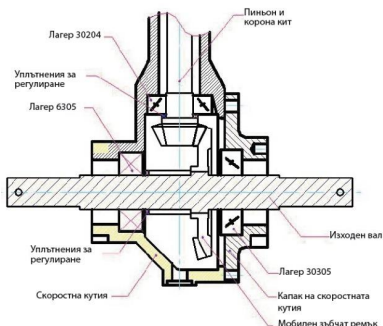 Пиньон и
корона кит
Лагер 30204
Уплътнения за
регулиране
Лагер 6305
Изходен вал
Уплътнения за
регулиране
Лагер 30305
Скоростна кутия
Капак на скоростната
кутия
Мобилен зъбчат ремък